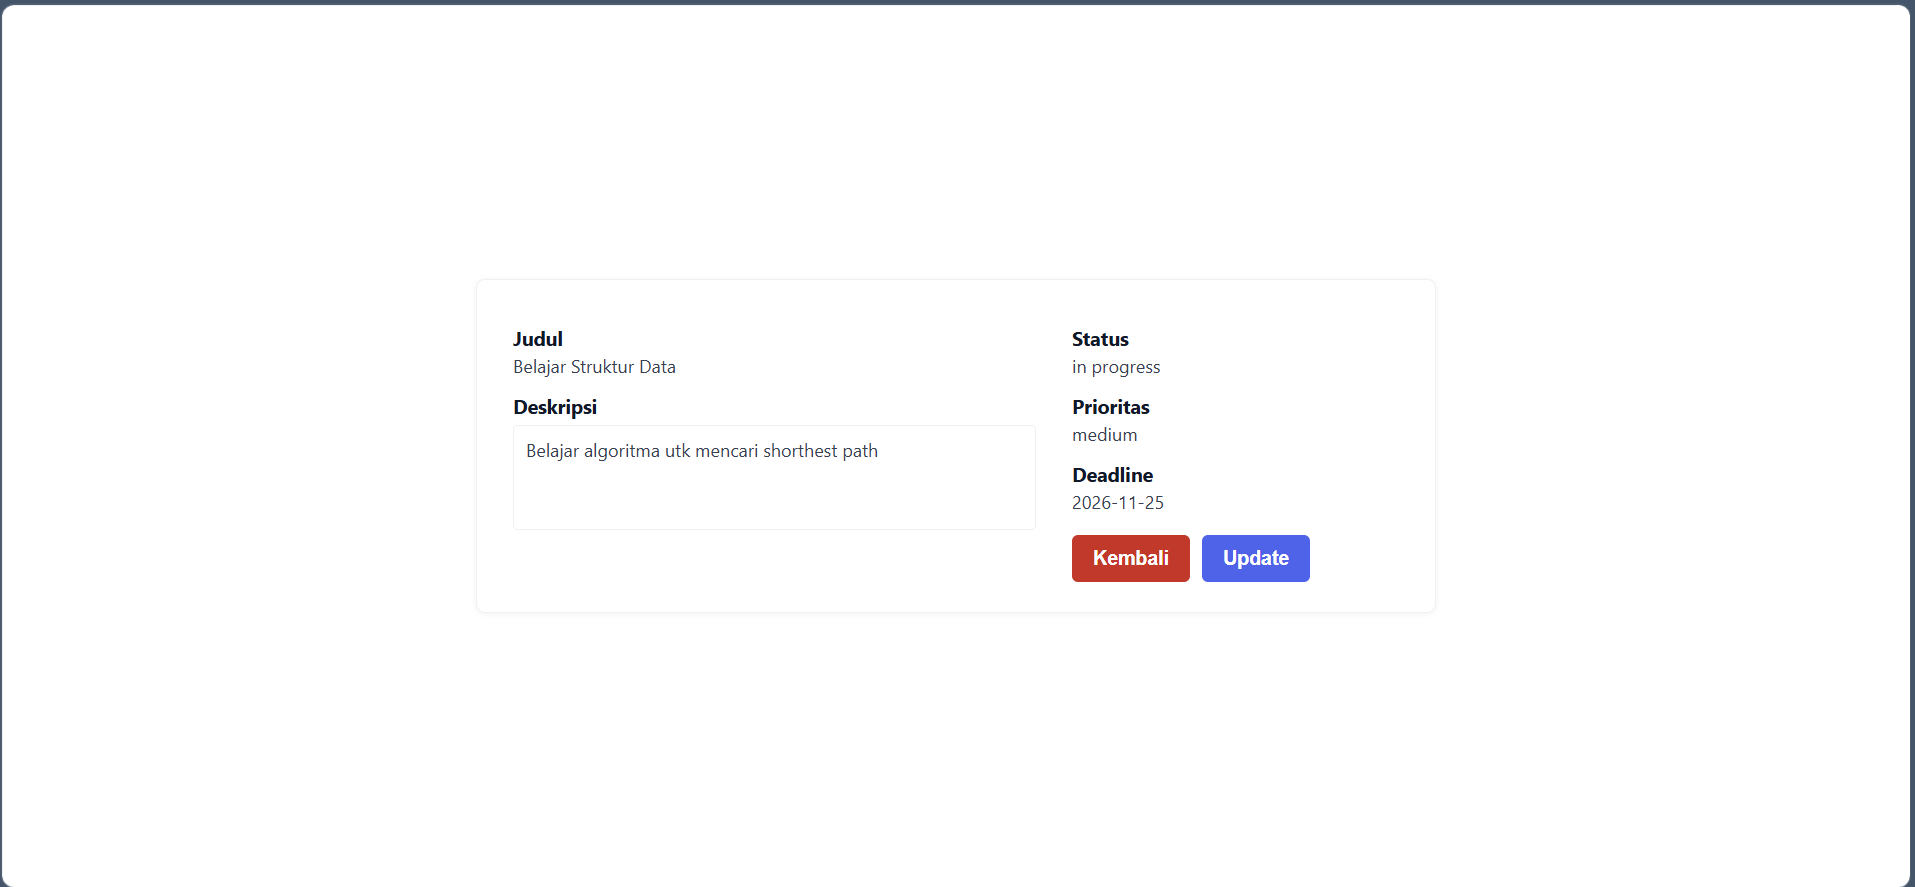 Judul
Belajar Struktur Data
Deskripsi
Belajar algoritma utk mencari shorthest path
Status
in progress
Prioritas
medium
Deadline
2026-11-25
Kembali
Update